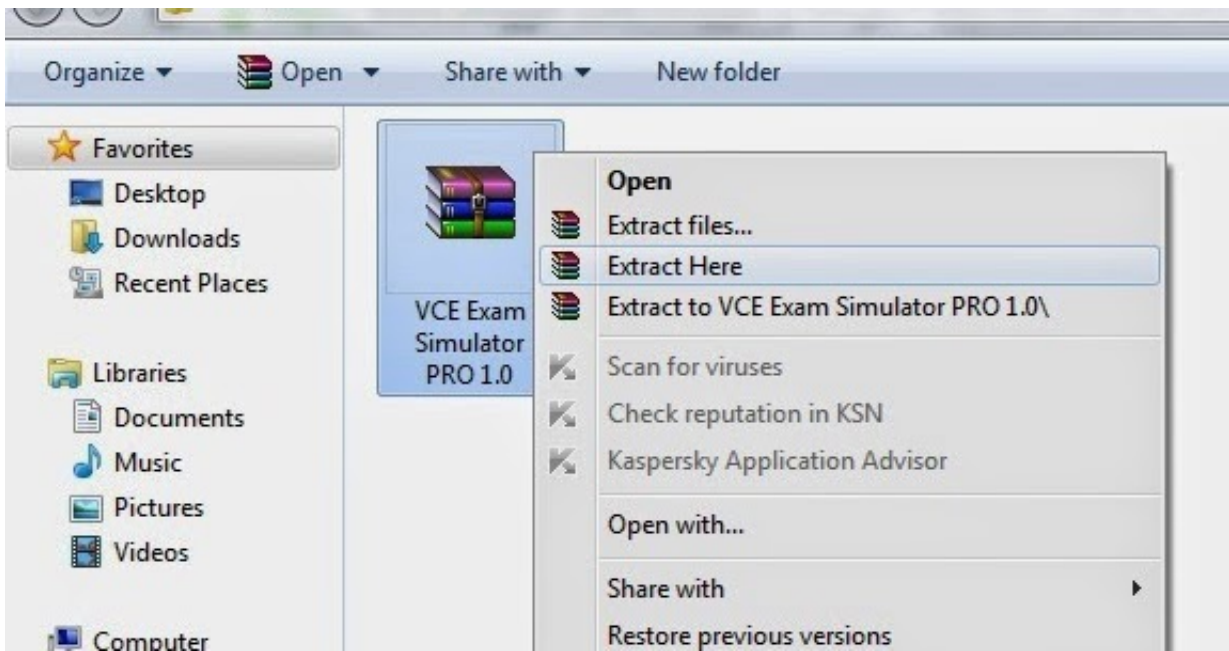 Organize Open Share with New folder
Favorites
Desktop
Downloads
Recent Places
Libraries
Documents
Music
Pictures
Videos
Computer
VCE Exam
Simulator
PRO 1.0
Open
Extract files...
Extract Here
Extract to VCE Exam Simulator PRO 1.0\
Scan for viruses
Check reputation in KSN
Kaspersky Application Advisor
Open with...
Share with
Restore previous versions